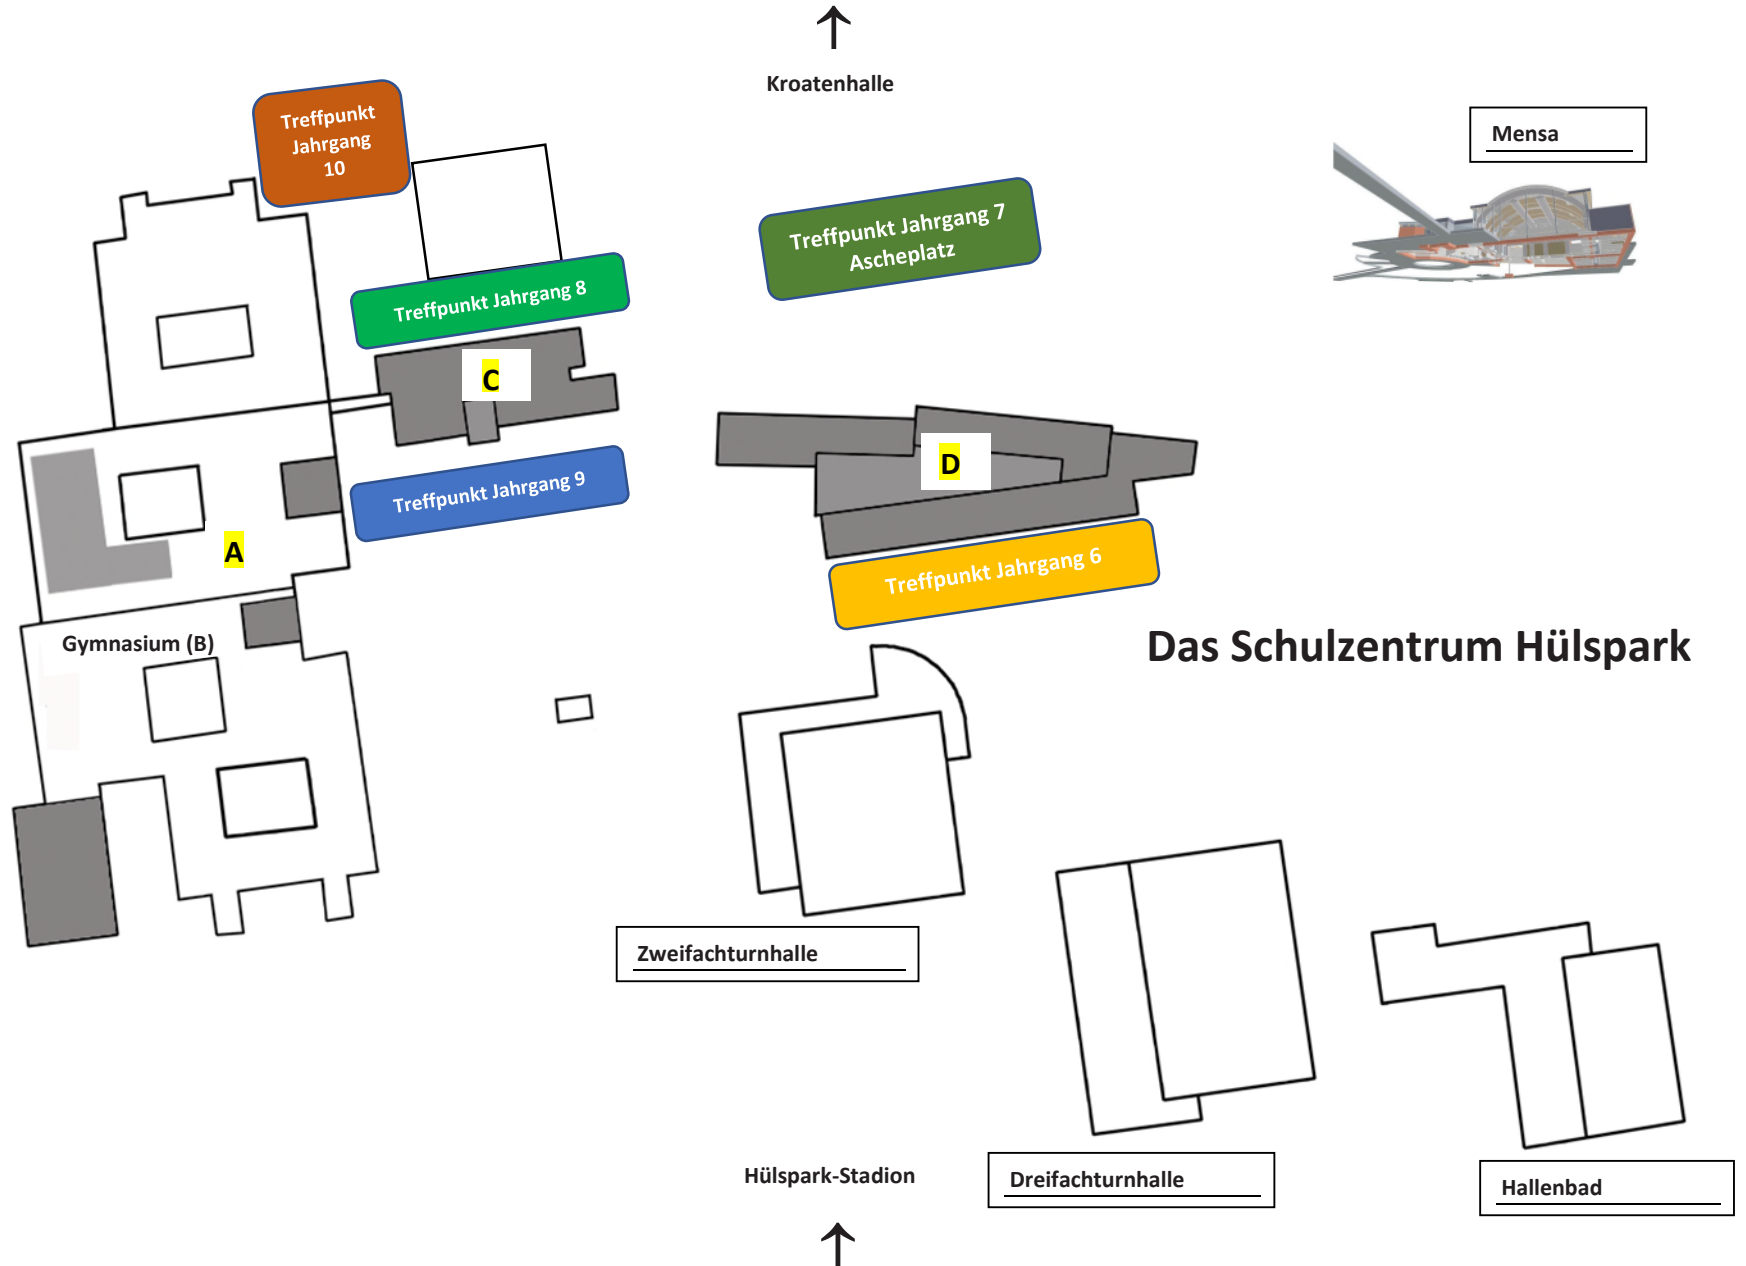 ↑
Kroatenhalle
Treffpunkt
Jahrgang
10
Mensa
Treffpunkt Jahrgang 7
Ascheplatz
Treffpunkt Jahrgang 8
C
D
Treffpunkt Jahrgang 9
A
Treffpunkt Jahrgang 6
Gymnasium (B)
Das Schulzentrum Hülspark
Zweifachturnhalle
Hülspark-Stadion
Dreifachturnhalle
Hallenbad
↑